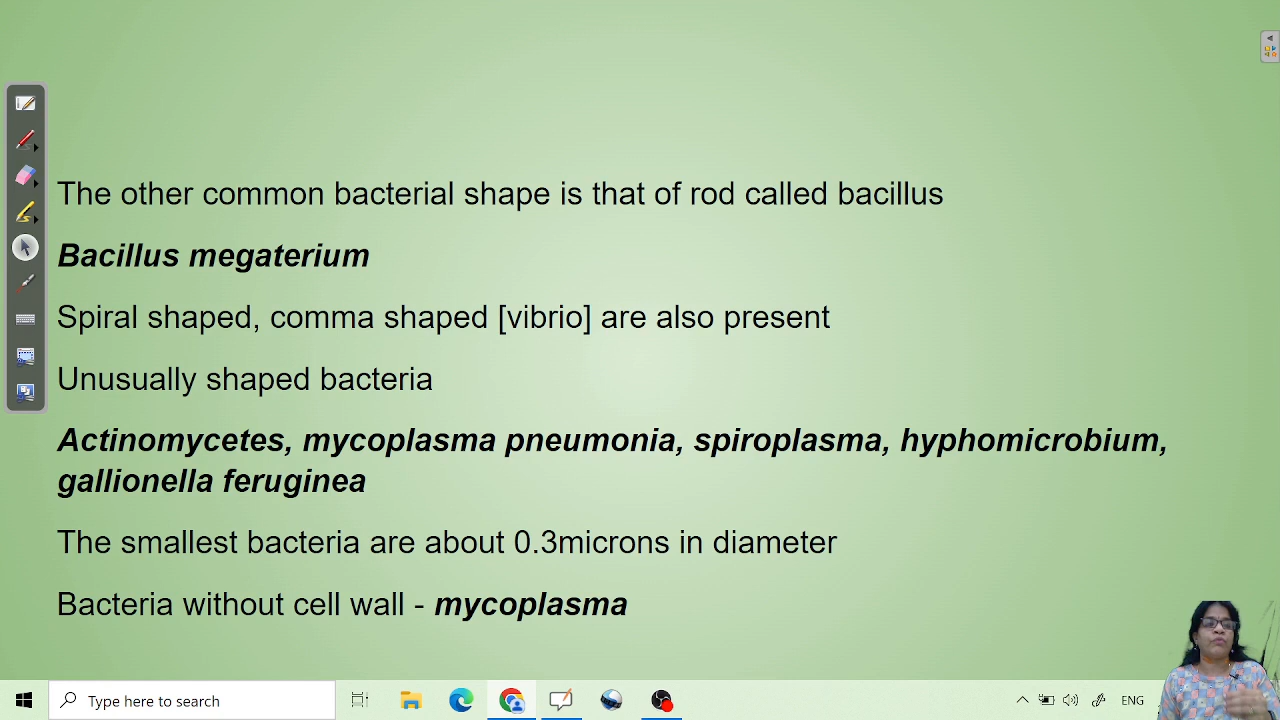 The other common bacterial shape is that of rod called bacillus
Bacillus megaterium
Spiral shaped, comma shaped [vibrio] are also present
Unusually shaped bacteria
Actinomycetes, mycoplasma pneumonia, spiroplasma, hyphomicrobium,
gallionella feruginea
The smallest bacteria are about 0.3microns in diameter
Bacteria without cell wall - mycoplasma
Type here to search
ENG